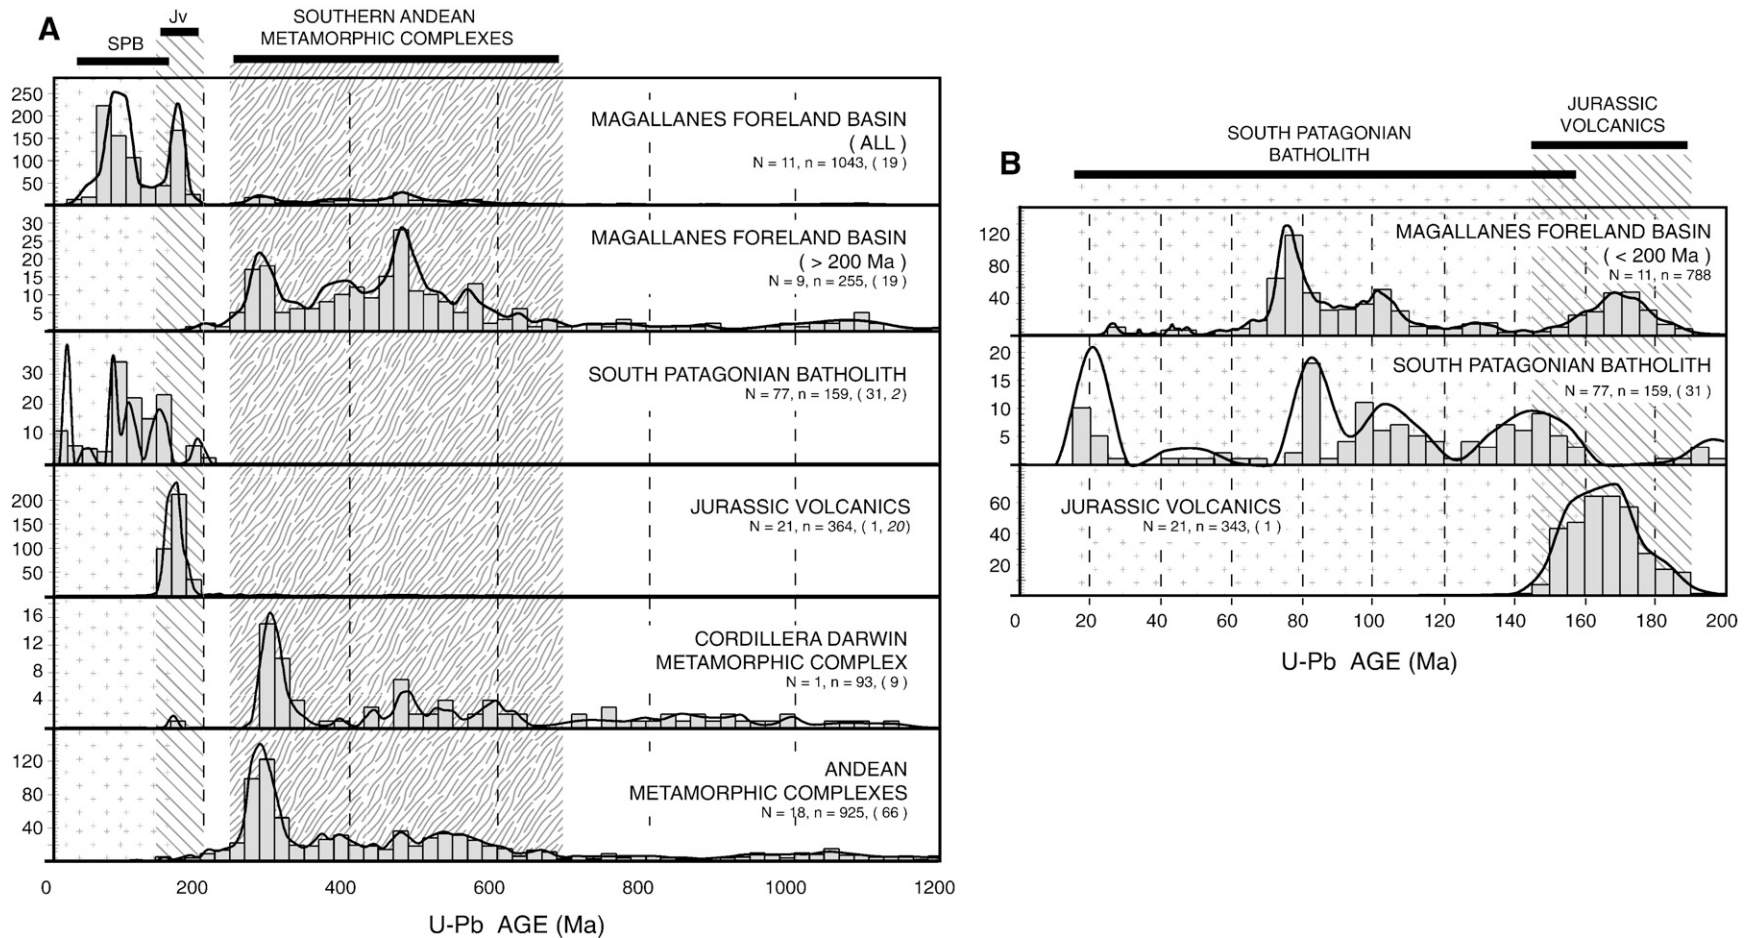 A
SPB
Jv
SOUTHERN ANDEAN
METAMORPHIC COMPLEXES
250
200
150
100
50
MAGALLANES FORELAND BASIN
( ALL )
N = 11, n = 1043, ( 19 )
30
25
20
15
10
5
MAGALLANES FORELAND BASIN
( > 200 Ma )
N = 9, n = 255, ( 19 )
30
20
10
SOUTH PATAGONIAN BATHOLITH
N = 77, n = 159, ( 31, 2 )
200
150
100
50
JURASSIC VOLCANICS
N = 21, n = 364, ( 1, 20)
16
12
8
4
CORDILLERA DARWIN
METAMORPHIC COMPLEX
N = 1, n = 93, ( 9 )
120
80
40
ANDEAN
METAMORPHIC COMPLEXES
N = 18, n = 925, ( 66 )
0 200 400 600 800 1000 1200
U-Pb AGE (Ma)
B
SOUTH PATAGONIAN
BATHOLITH
JURASSIC
VOLCANICS
120
80
40
MAGALLANES FORELAND BASIN
( < 200 Ma )
N = 11, n = 788
20
15
10
5
SOUTH PATAGONIAN BATHOLITH
N = 77, n = 159, ( 31 )
60
40
20
JURASSIC VOLCANICS
N = 21, n = 343, ( 1 )
0 20 40 60 80 100 120 140 160 180 200
U-Pb AGE (Ma)